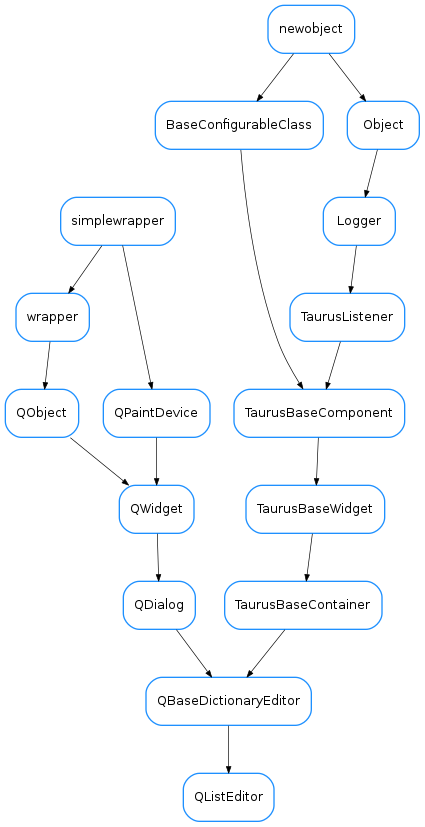 newobject
BaseConfigurableClass
Object
simplewrapper
Logger
wrapper
TaurusListener
QObject
QPaintDevice
TaurusBaseComponent
QWidget
TaurusBaseWidget
QDialog
TaurusBaseContainer
QBaseDictionaryEditor
QListEditor